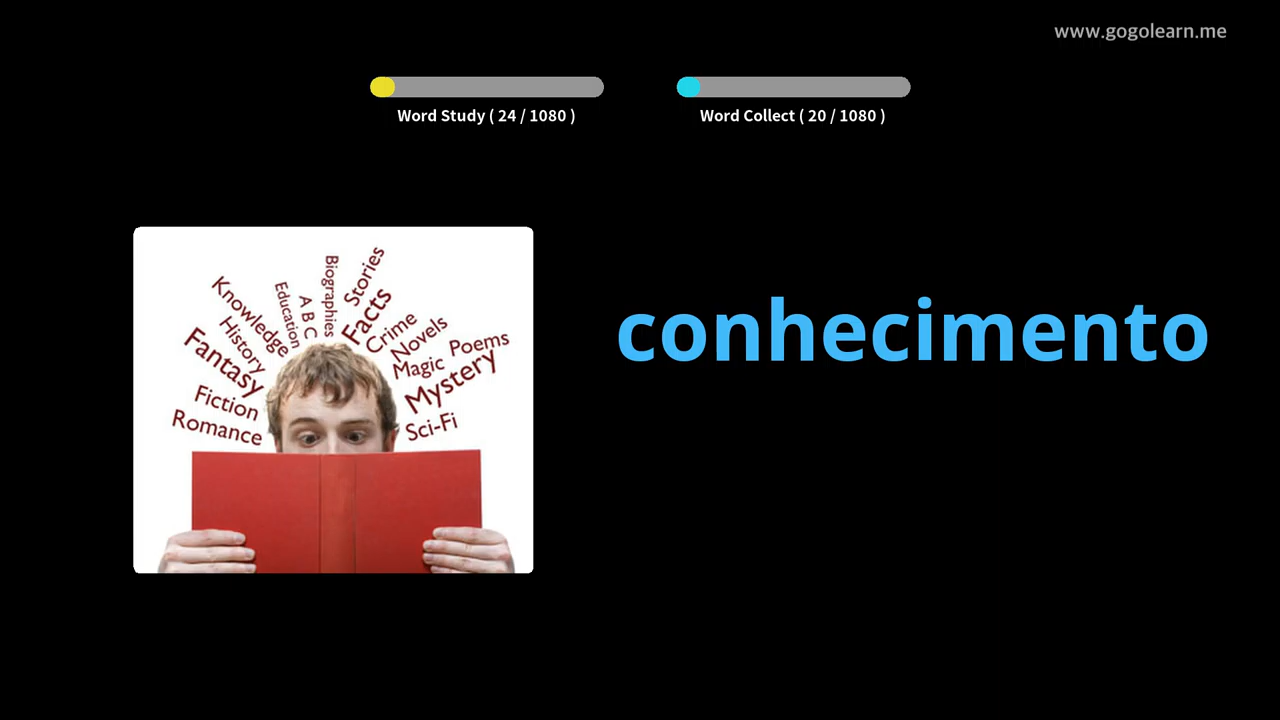 www.gogolearn.me
Word Study ( 24 / 1080 )
Word Collect ( 20 / 1080 )
Biographies
Stories
Knowledge
Education
A B C
Facts
History
Crime
Novels
Fantasy
Magic
Poems
Fiction
Mystery
Romance
Sci-Fi
conhecimento